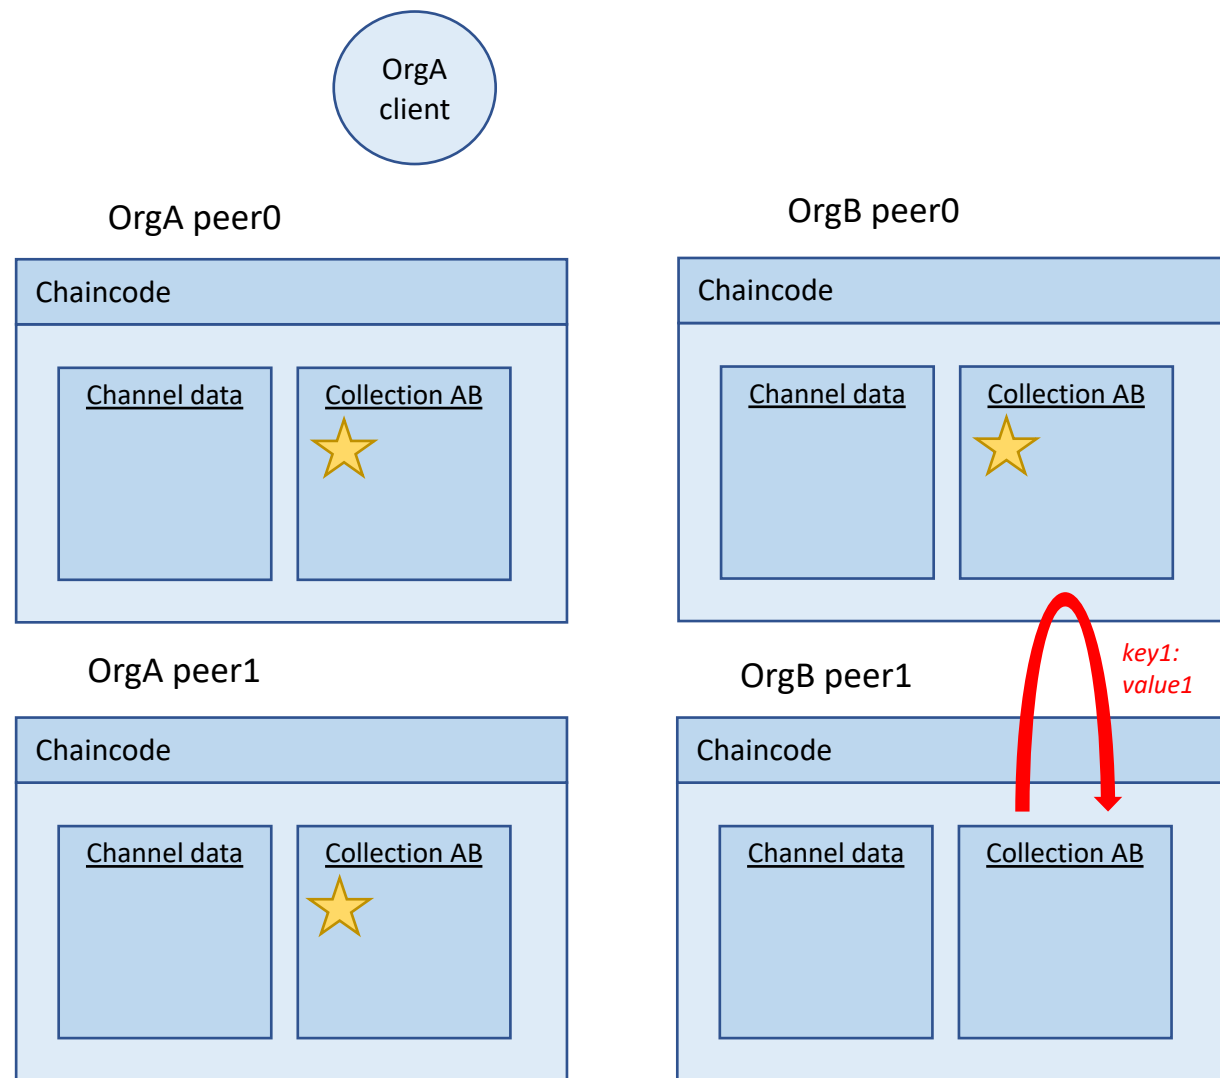 OrgA
client
OrgA peer0
Chaincode
Channel data
Collection AB
OrgB peer0
Chaincode
Channel data
Collection AB
OrgA peer1
Chaincode
Channel data
Collection AB
key1:
value1
OrgB peer1
Chaincode
Channel data
Collection AB